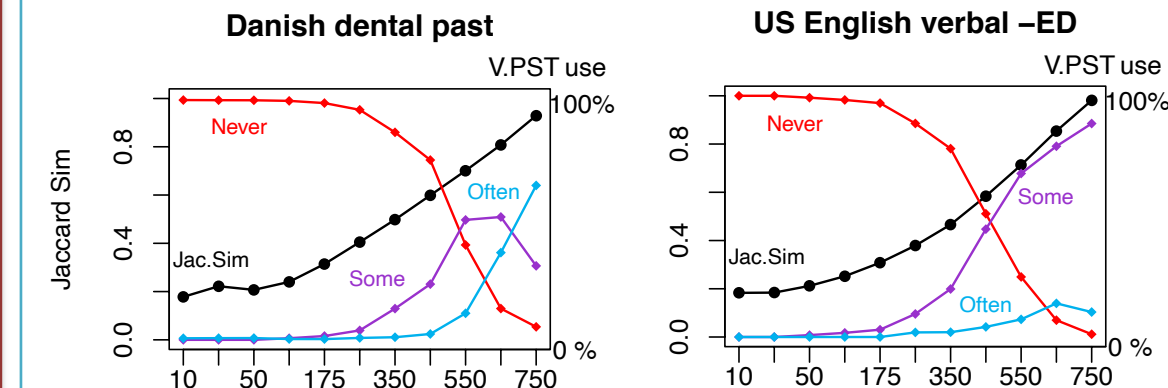 Danish dental past
V.PST use
Jaccard Sim
0.0
0.4
0.8
Never
Often
Some
Jac.Sim
100%
0 %
10 50 175 350 550 750
US English verbal –ED
V.PST use
0.0
0.4
0.8
Never
Some
Often
Jac.Sim
100%
0 %
10 50 175 350 550 750